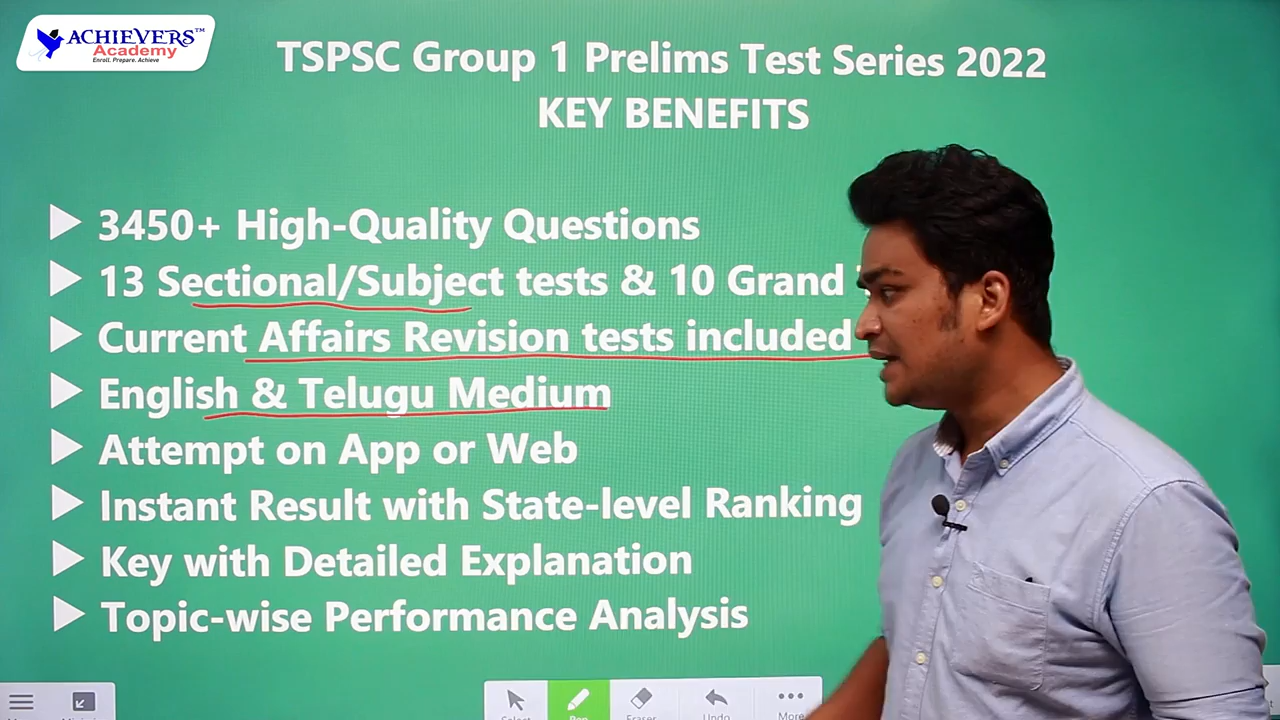 ACHIEVERS™
Academy
Enroll. Prepare. Achieve
TSPSC Group 1 Prelims Test Series 2022
KEY BENEFITS
3450+ High-Quality Questions
13 Sectional/Subject tests & 10 Grand
Current Affairs Revision tests included
English & Telugu Medium
Attempt on App or Web
Instant Result with State-level Ranking
Key with Detailed Explanation
Topic-wise Performance Analysis
Select
Pen
Eraser
Undo
More